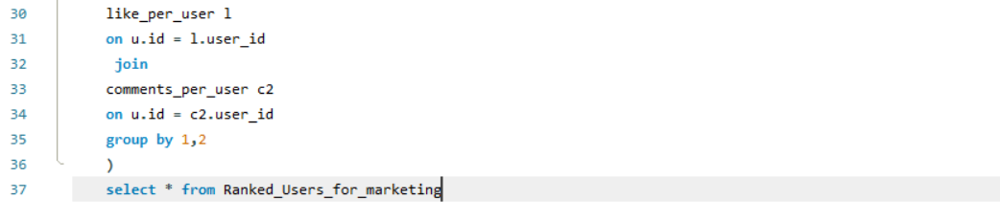 30 like_per_user l
31 on u.id = l.user_id
32 join
33 comments_per_user c2
34 on u.id = c2.user_id
35 group by 1,2
36 )
37 select * from Ranked_Users_for_marketing